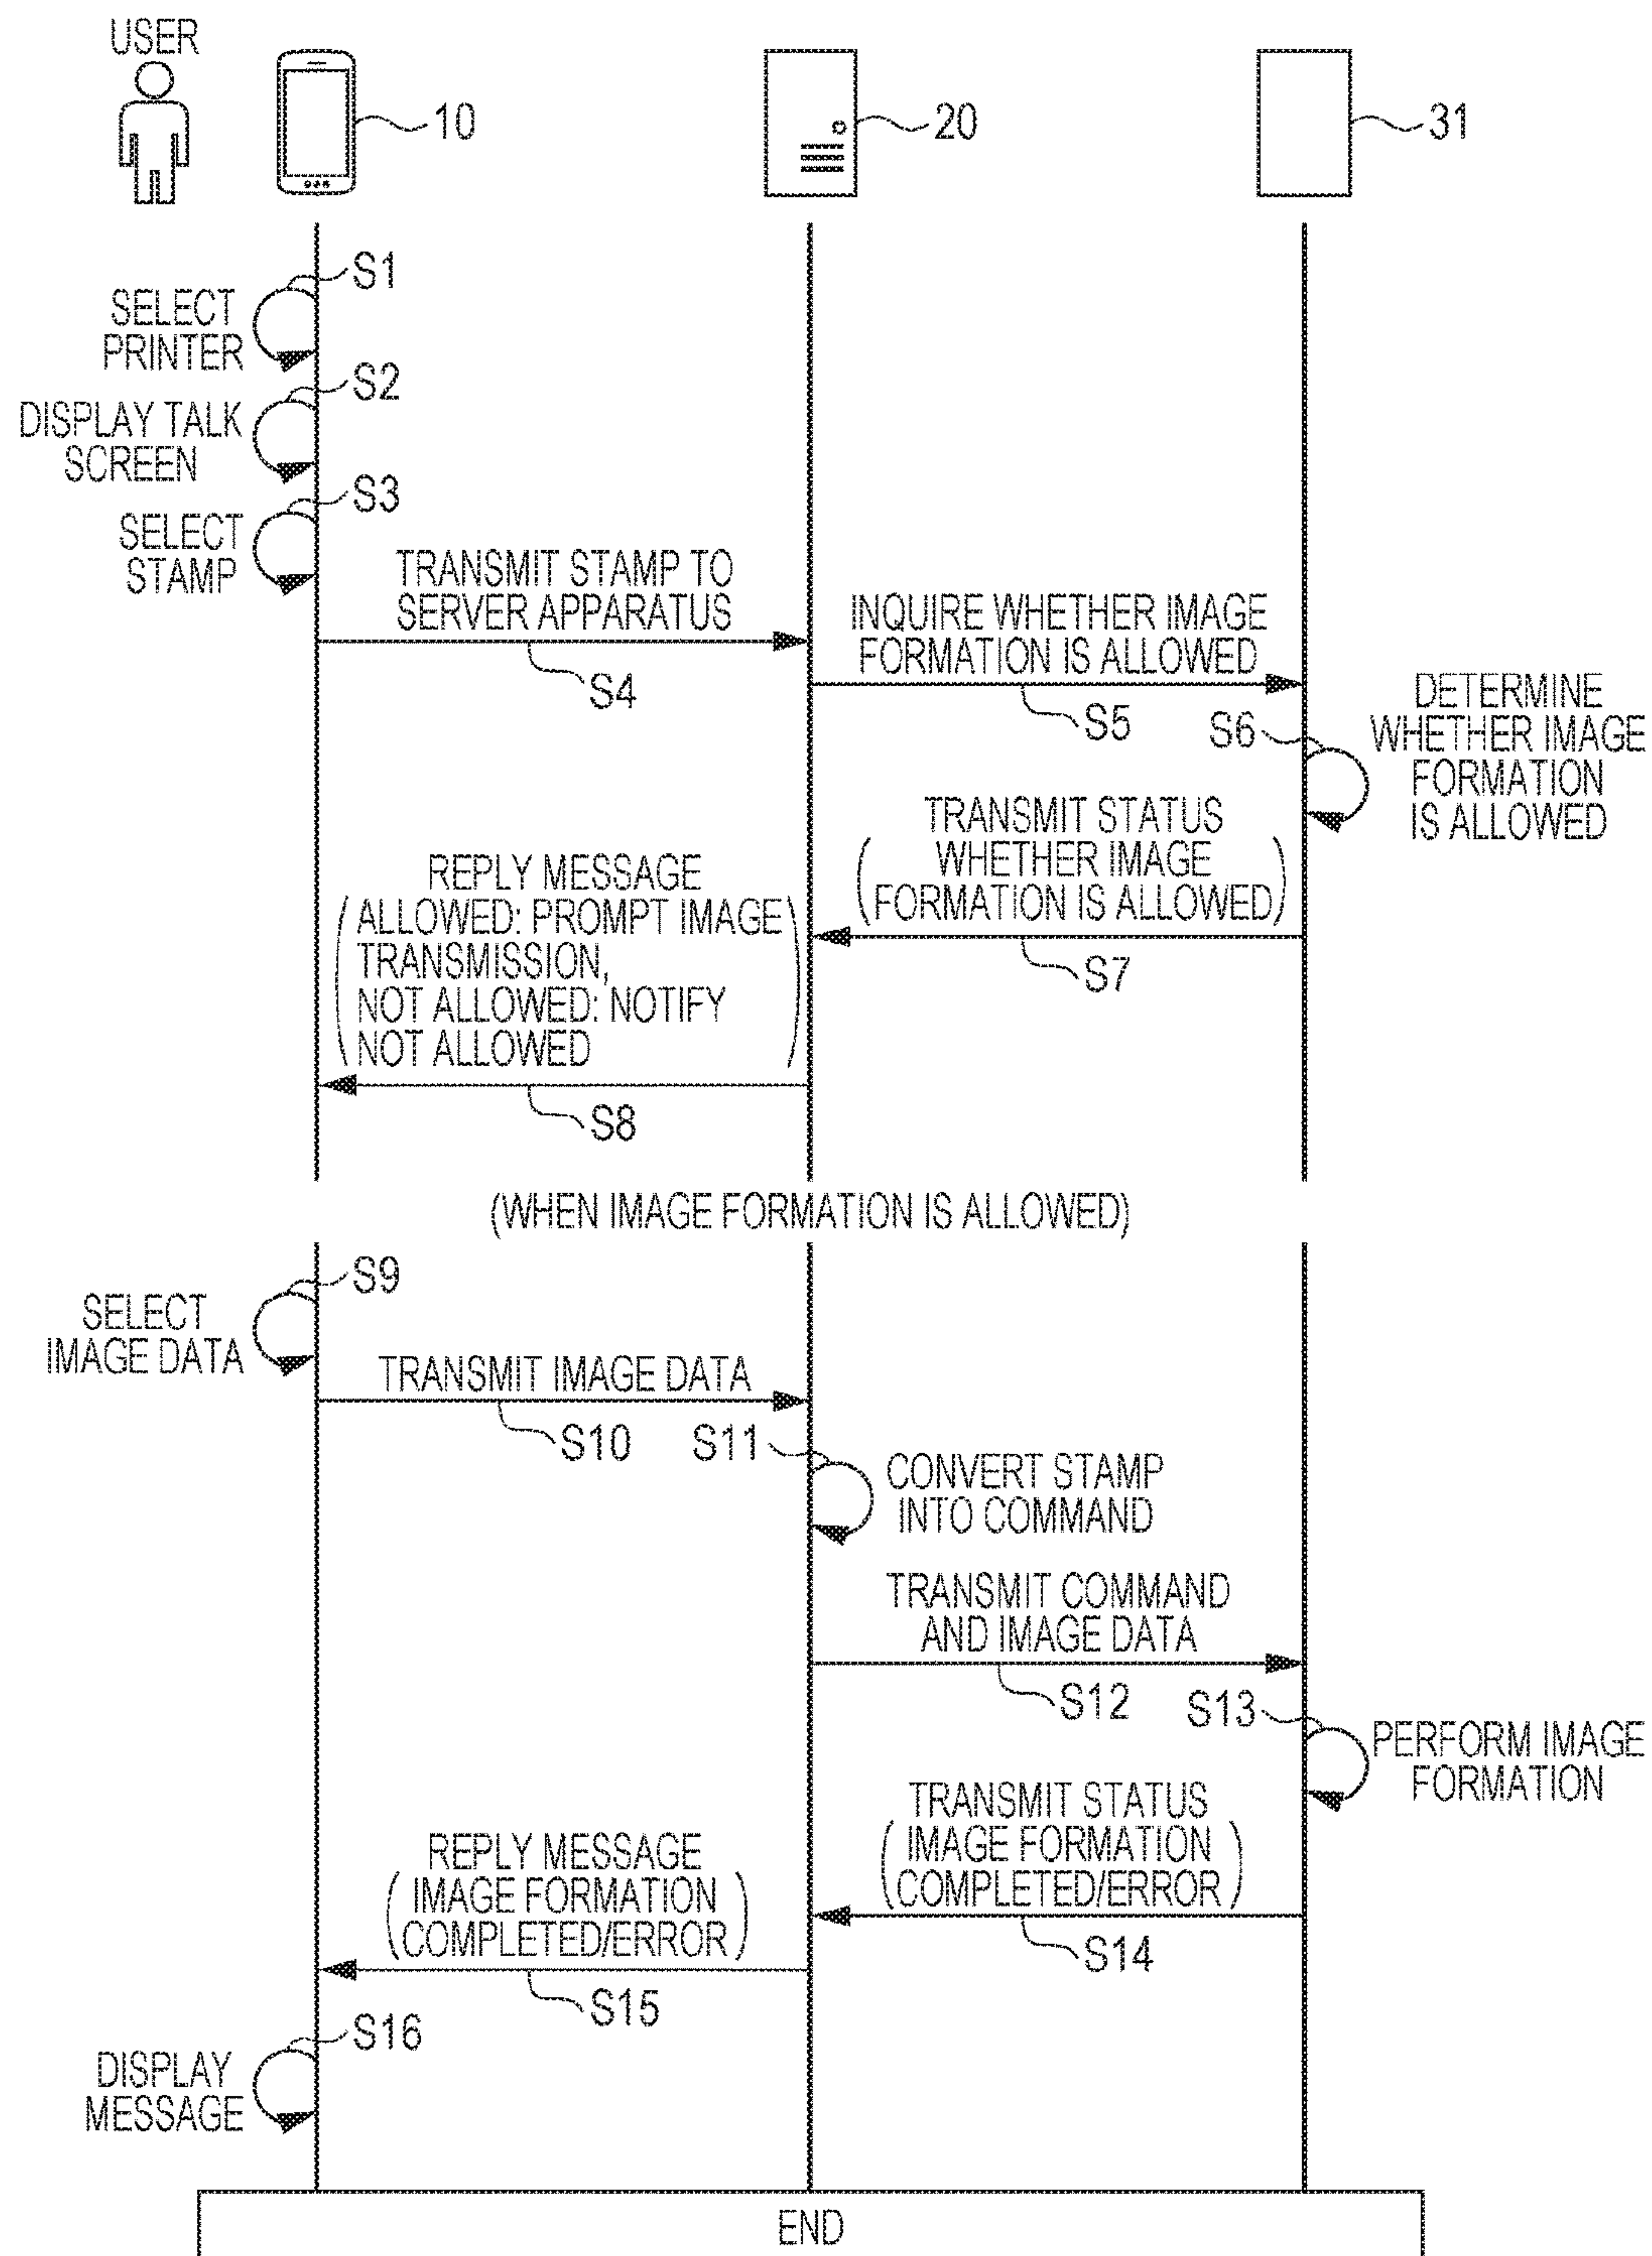 USER
10
20
31
S1
SELECT
PRINTER
S2
DISPLAY TALK
SCREEN
S3
SELECT
STAMP
TRANSMIT STAMP TO
SERVER APPARATUS
S4
INQUIRE WHETHER IMAGE
FORMATION IS ALLOWED
S5
S6
DETERMINE
WHETHER IMAGE
FORMATION
IS ALLOWED
TRANSMIT STATUS
(WHETHER IMAGE
FORMATION IS ALLOWED)
S7
REPLY MESSAGE
(ALLOWED: PROMPT IMAGE
TRANSMISSION,
NOT ALLOWED: NOTIFY
NOT ALLOWED)
S8
(WHEN IMAGE FORMATION IS ALLOWED)
S9
SELECT
IMAGE DATA
TRANSMIT IMAGE DATA
S10
S11
CONVERT STAMP
INTO COMMAND
TRANSMIT COMMAND
AND IMAGE DATA
S12
S13
PERFORM IMAGE
FORMATION
TRANSMIT STATUS
(IMAGE FORMATION
COMPLETED/ERROR)
S14
REPLY MESSAGE
(IMAGE FORMATION
COMPLETED/ERROR)
S15
S16
DISPLAY
MESSAGE
END